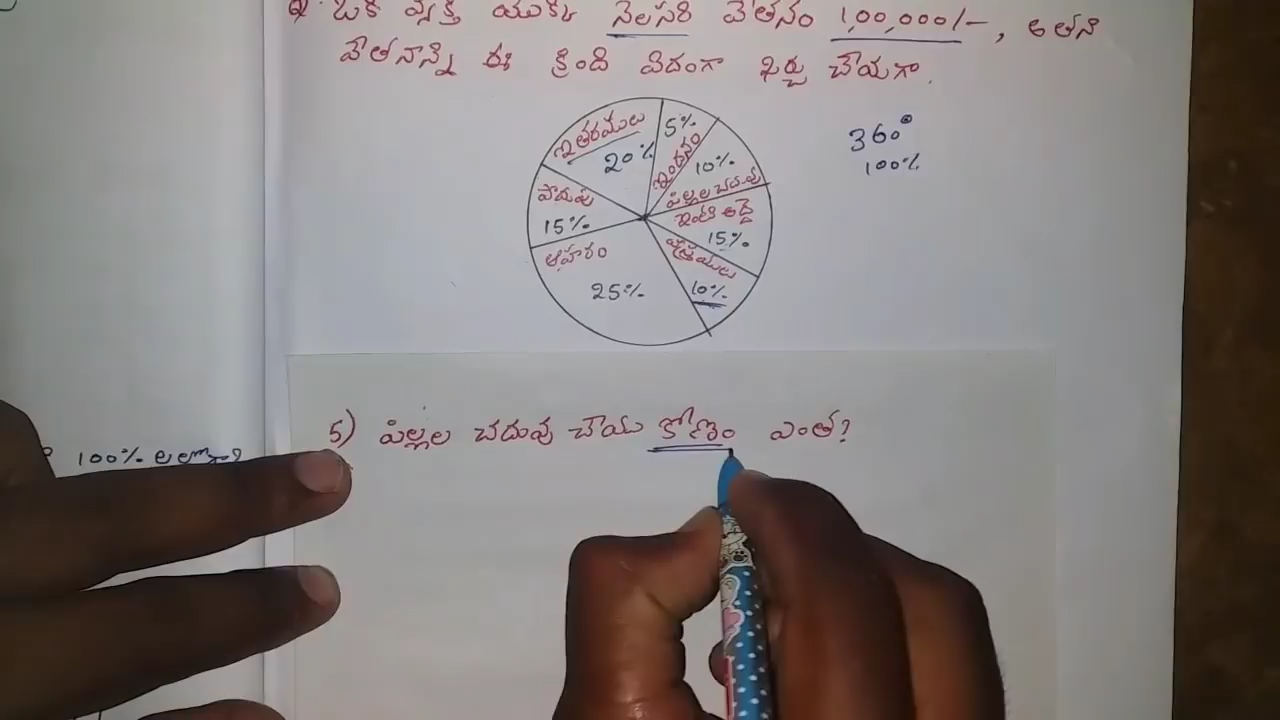 Q. ఒక వ్యక్తి యొక్క నెలసరి వేతనం 1,00,000/-, అతని
వేతనాన్ని ఈ క్రింది విదంగా ఖర్చు చేయగా.
ఇతరములు
20%
5%
ఇంధనం
10%
పిల్లల చదువు
ఇంటి అద్దె
15%
వస్త్రములు
10%
ఆహారం
25%
పొదుపు
15%
360°
100%
5) పిల్లల చదువు చేయు కోణం ఎంత?
100%